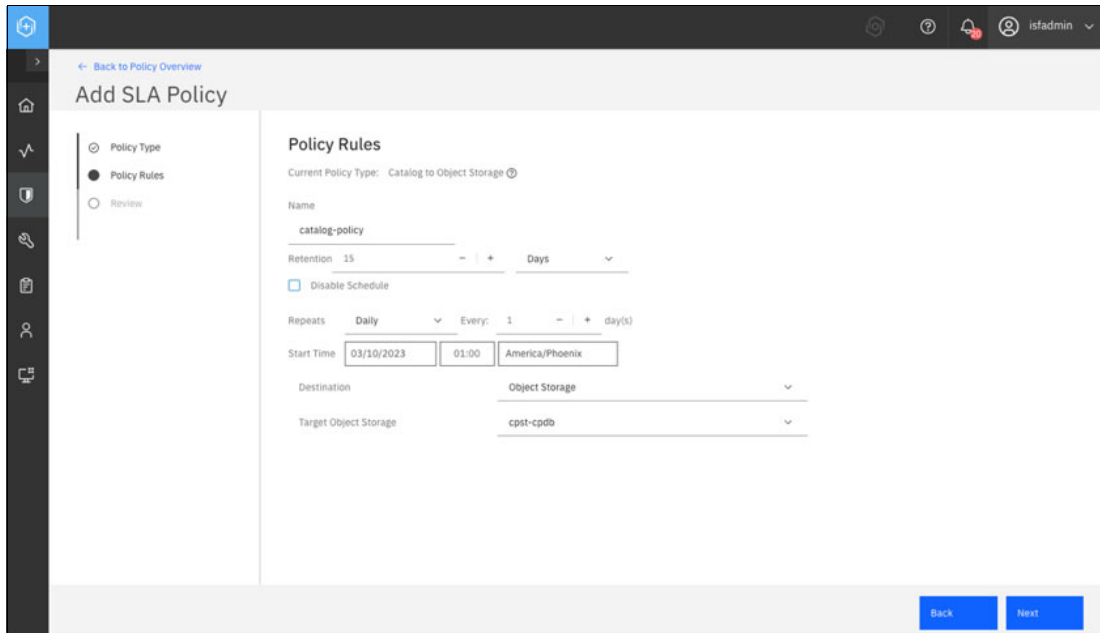 20
isfadmin
← Back to Policy Overview
Add SLA Policy
Policy Type
Policy Rules
Review
Policy Rules
Current Policy Type: Catalog to Object Storage
Name
catalog-policy
Retention 15 − + Days
Disable Schedule
Repeats Daily Every: 1 − + day(s)
Start Time 03/10/2023 01:00 America/Phoenix
Destination Object Storage
Target Object Storage cpst-cpdb
Back Next